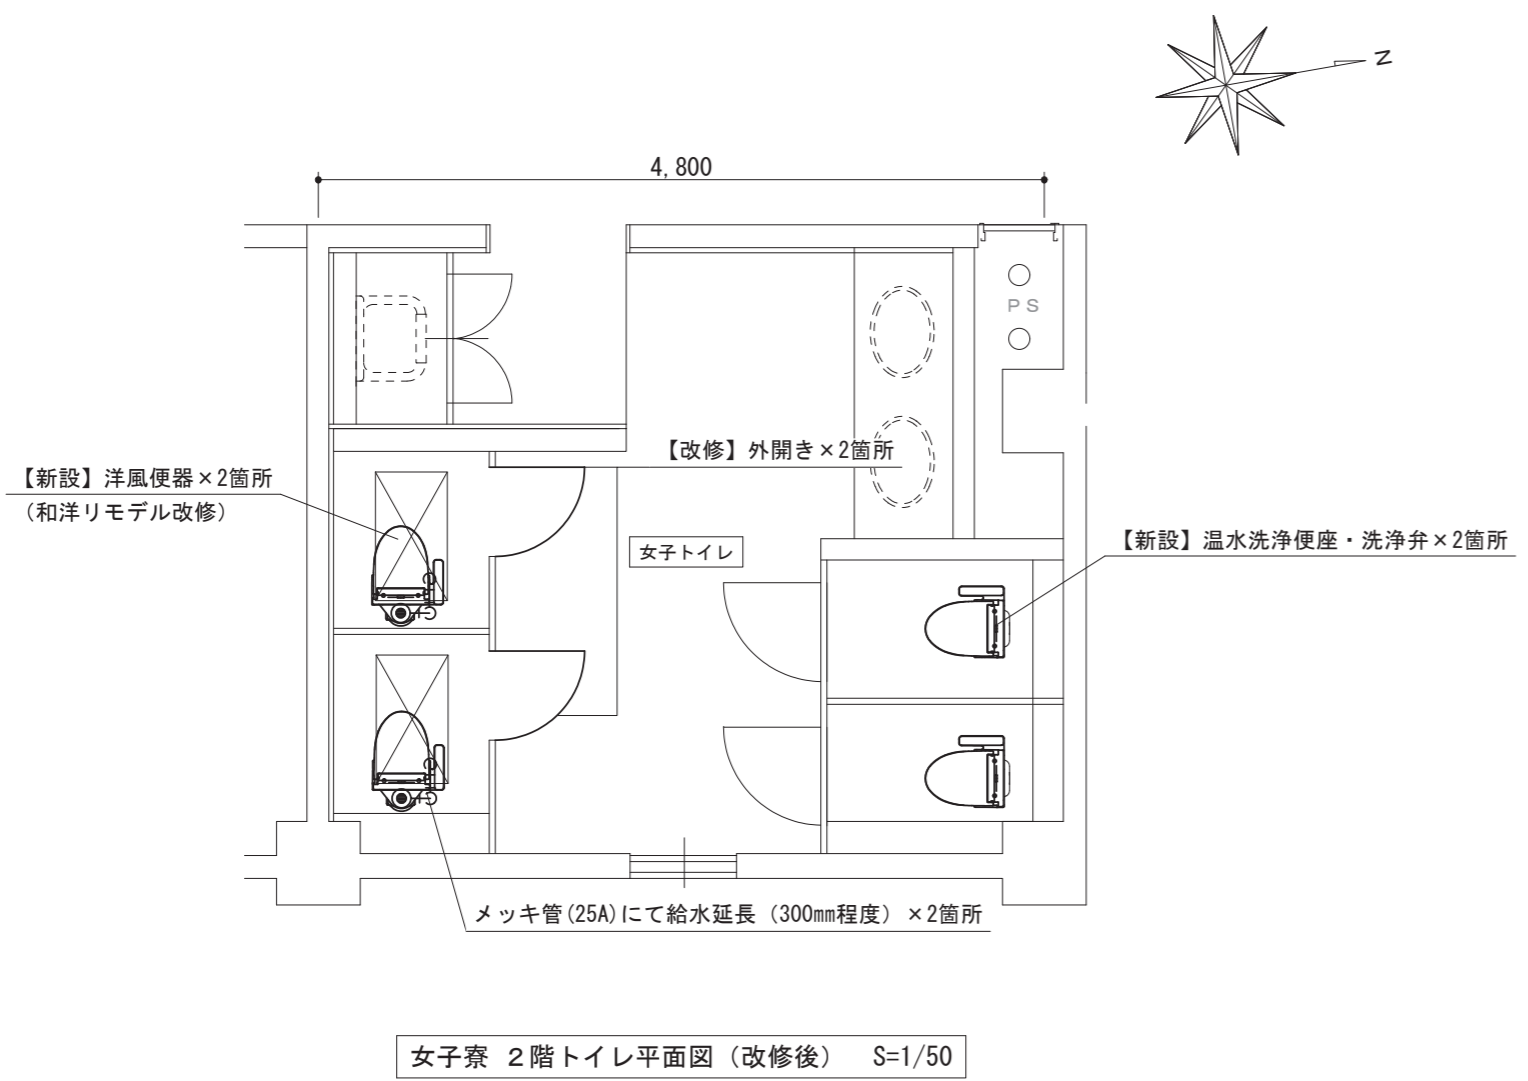 N
4,800
PS
【改修】外開き×2箇所
【新設】洋風便器×2箇所
（和洋リモデル改修）
女子トイレ
【新設】温水洗浄便座・洗浄弁×2箇所
メッキ管(25A)にて給水延長（300㎜程度）×2箇所
女子寮 ２階トイレ平面図（改修後） S=1/50